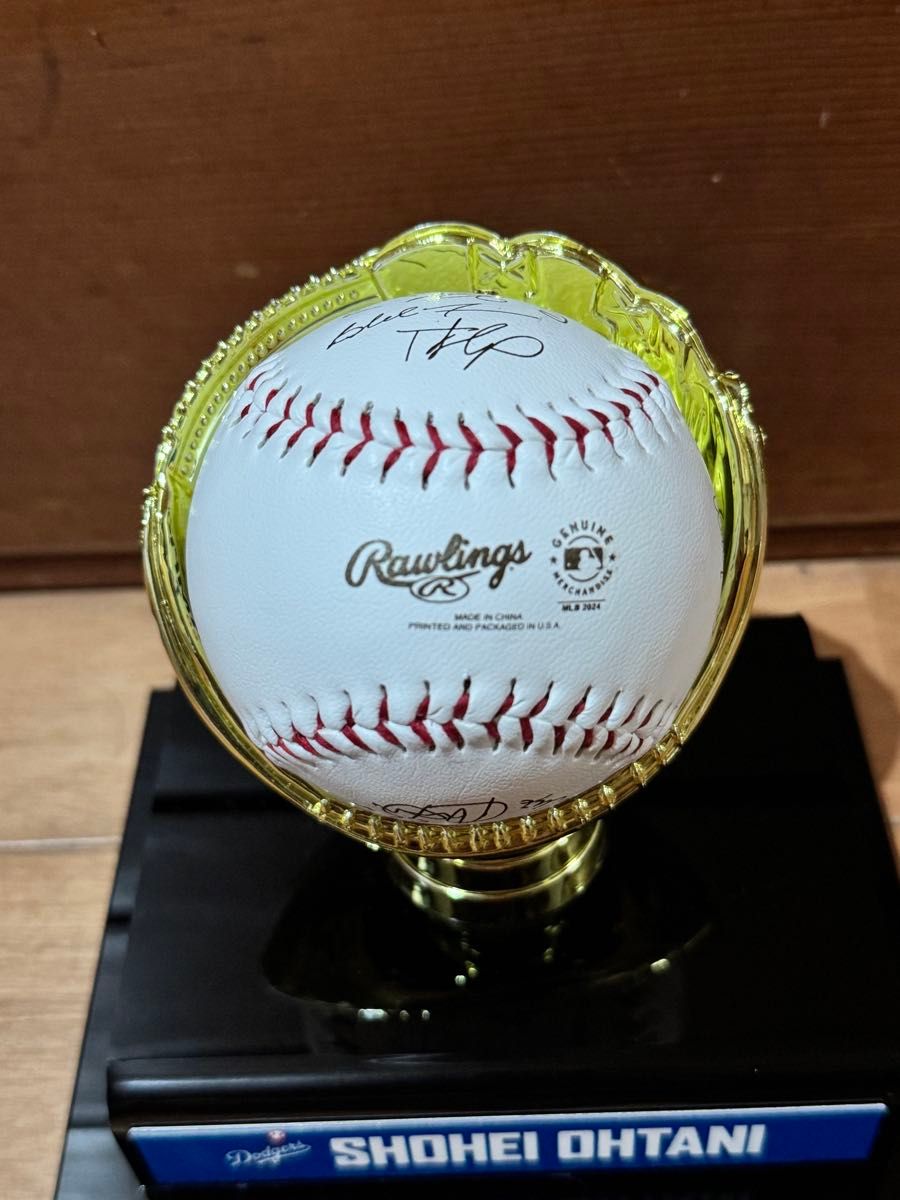 Rawlings
R
GENUINE
MERCHANDISE
MLB 2024
MADE IN CHINA
PRINTED AND PACKAGED IN U.S.A.
Dodgers SHOHEI OHTANI